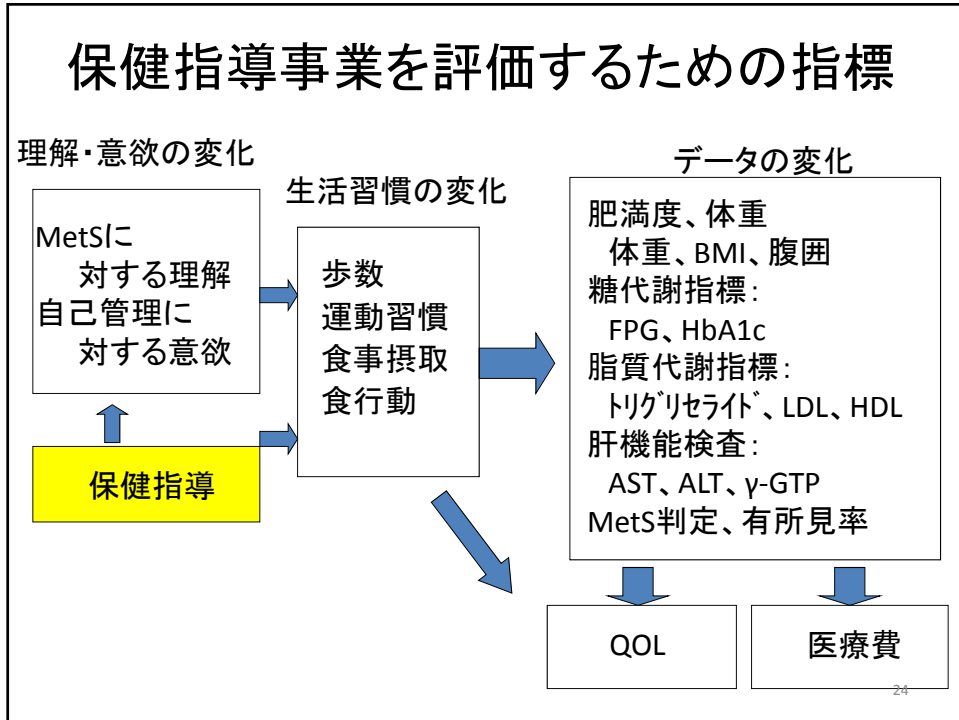 保健指導事業を評価するための指標
理解・意欲の変化
MetSに
対する理解
自己管理に
対する意欲
保健指導
生活習慣の変化
歩数
運動習慣
食事摂取
食行動
データの変化
肥満度、体重
体重、BMI、腹囲
糖代謝指標：
FPG、HbA1c
脂質代謝指標：
ﾄﾘｸﾞﾘセﾗｲﾄﾞ、LDL、HDL
肝機能検査：
AST、ALT、γ-GTP
MetS判定、有所見率
QOL
医療費
24